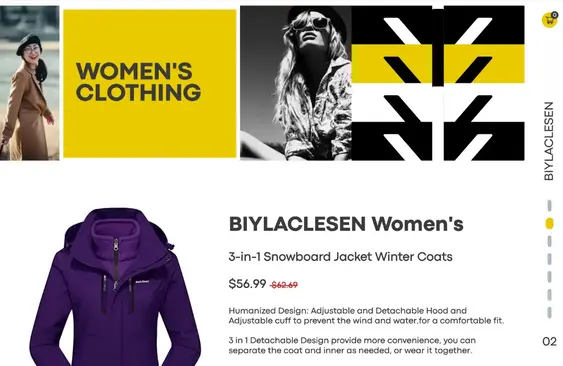 0
WOMEN'S
CLOTHING
BIYLACLESEN
BIYLACLESEN Women's
3-in-1 Snowboard Jacket Winter Coats
$56.99 -$62.69
Humanized Design: Adjustable and Detachable Hood and
Adjustable cuff to prevent the wind and water,for a comfortable fit.
3 in 1 Detachable Design provide more convenience, you can
separate the coat and inner as needed, or wear it together.
02